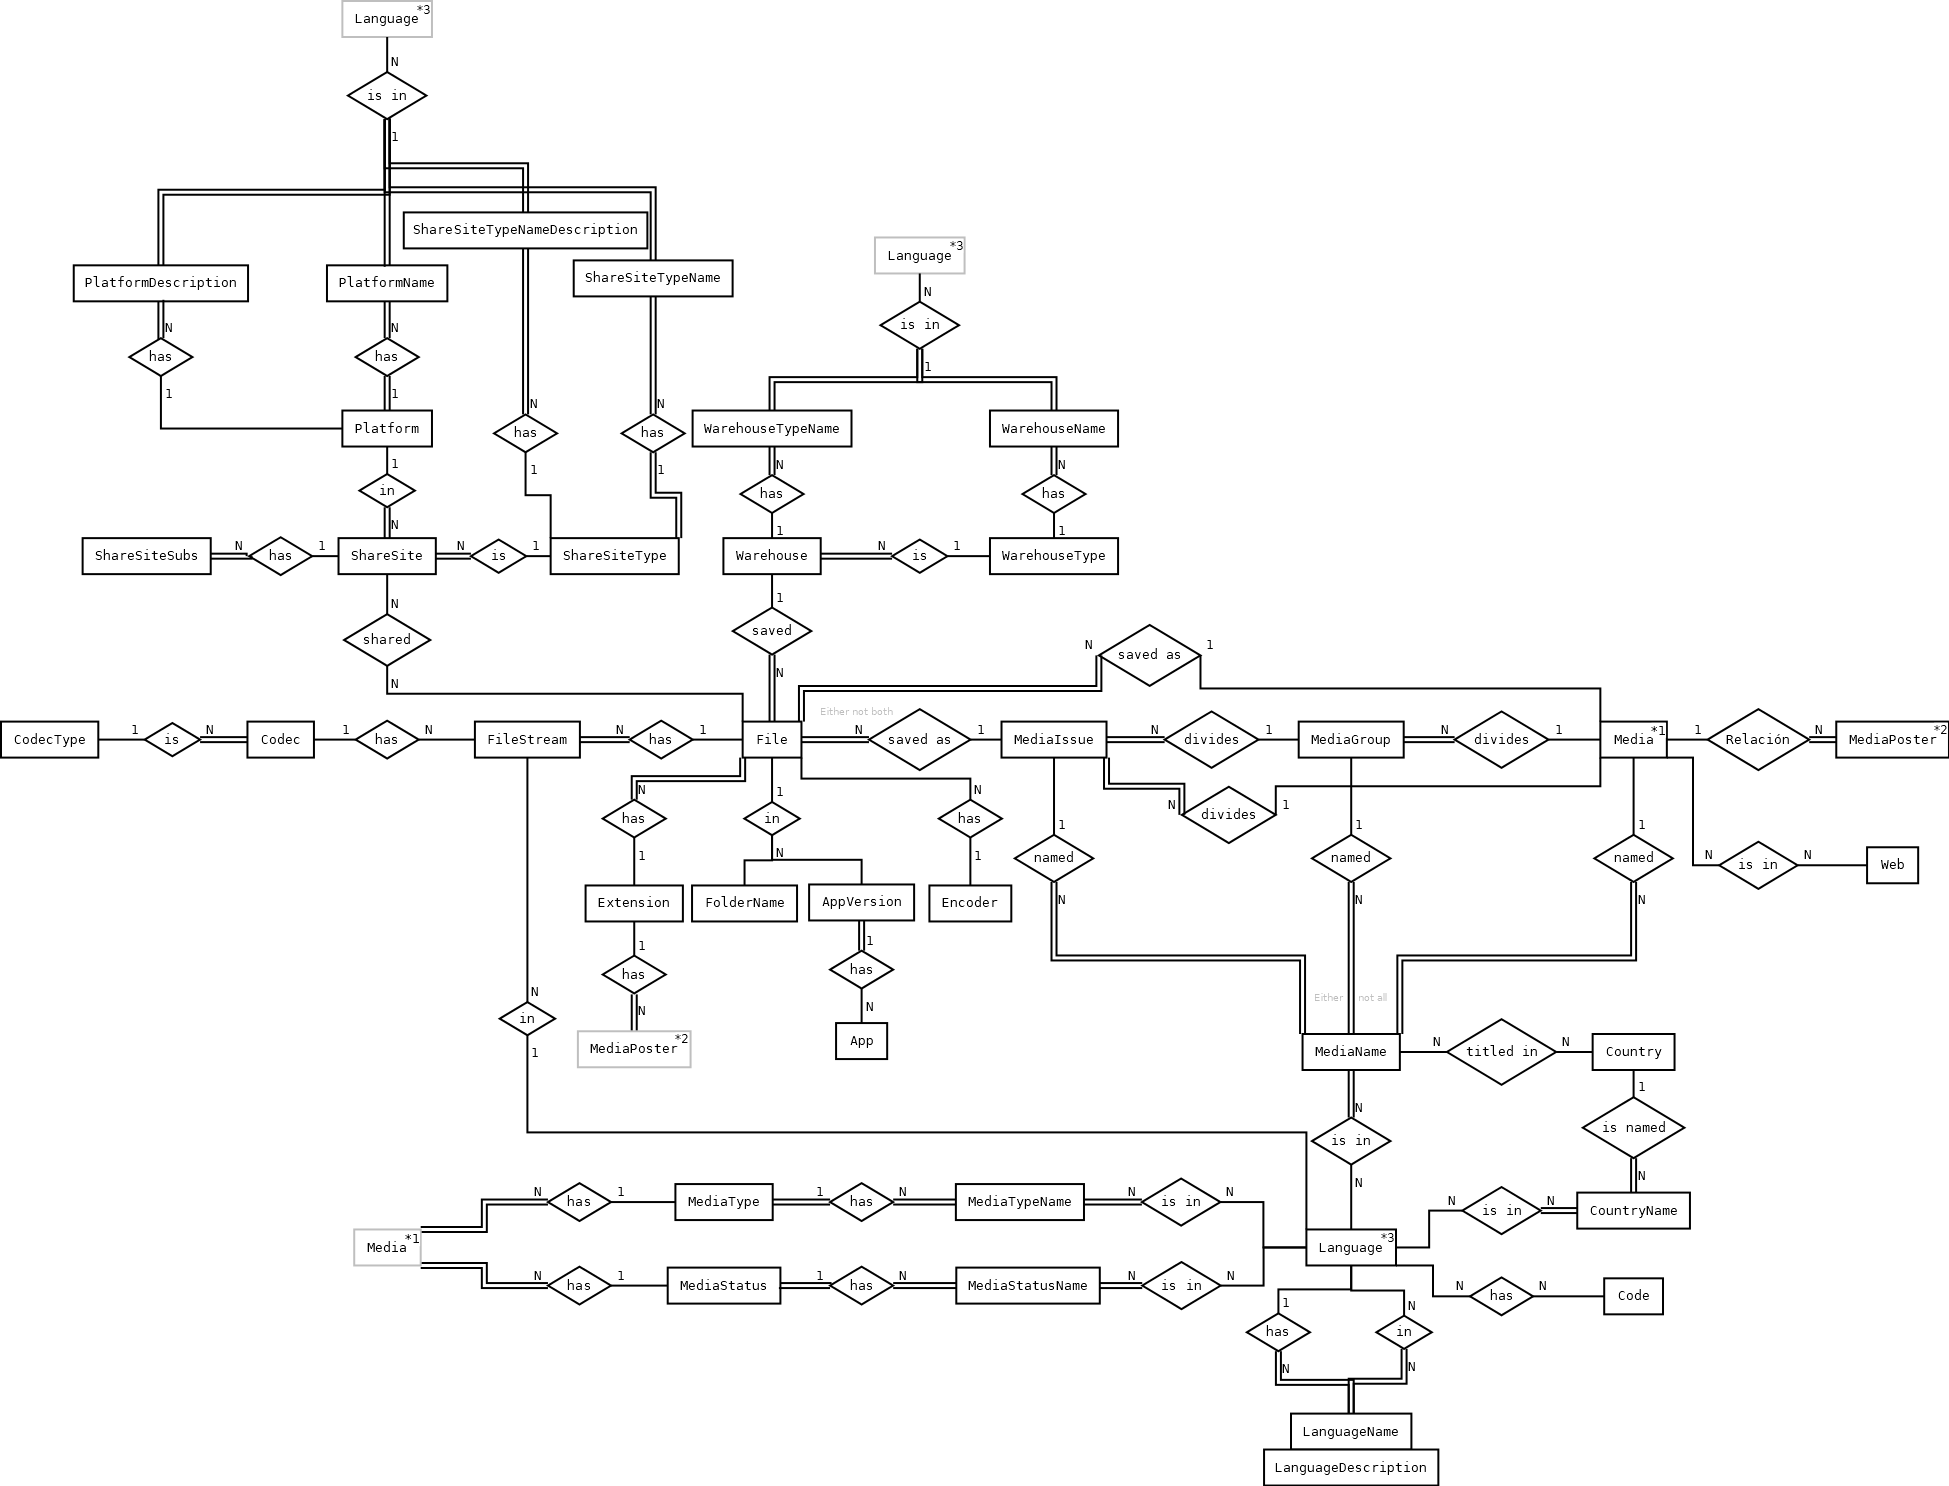 Language*3
N
is in
1
ShareSiteTypeNameDescription
Language*3
PlatformDescription
PlatformName
ShareSiteTypeName
N
is in
N
N
has
has
1
1
1
N
N
Platform
has
has
WarehouseTypeName
WarehouseName
1
1
1
N
N
in
has
has
N
1
1
ShareSiteSubs
N
has
1
ShareSite
N
is
1
ShareSiteType
Warehouse
N
is
1
WarehouseType
N
1
shared
saved
N
saved as
1
N
N
Either not both
CodecType
1
is
N
Codec
1
has
N
FileStream
N
has
1
File
N
saved as
1
MediaIssue
N
divides
1
MediaGroup
N
divides
1
Media*1
1
Relación
N
MediaPoster*2
N
1
N
N
divides
1
has
in
has
1
1
1
1
N
1
named
named
named
N
is in
N
Web
Extension
FolderName
AppVersion
Encoder
N
N
N
1
1
has
has
N
N
N
Either
not all
in
1
MediaPoster*2
App
MediaName
N
titled in
N
Country
N
1
is in
is named
N
N
N
has
1
MediaType
1
has
N
MediaTypeName
N
is in
N
N
is in
N
CountryName
Media*1
Language*3
N
has
1
MediaStatus
1
has
N
MediaStatusName
N
is in
N
N
has
N
Code
1
N
has
in
N
N
LanguageName
LanguageDescription